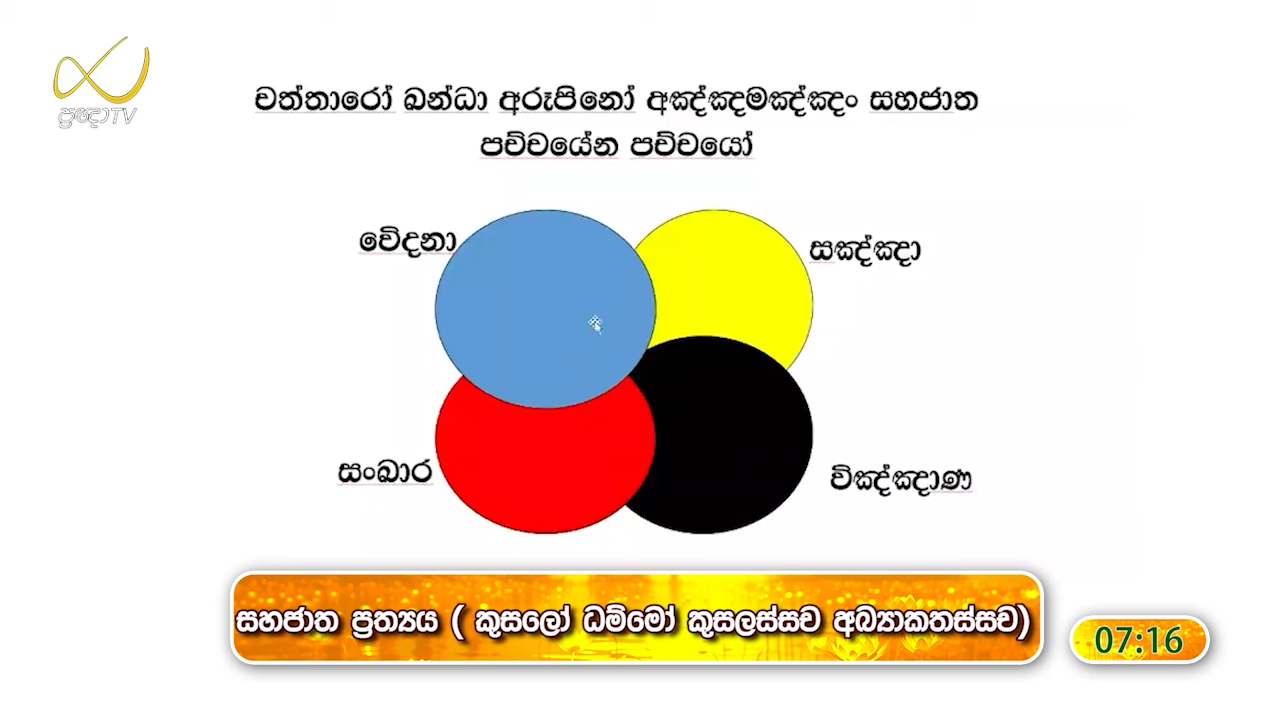 ප්‍රඥාTV
චත්තාරෝ ඛන්ධා අරූපිනෝ අඤ්ඤමඤ්ඤං සහජාත
පච්චයේන පච්චයෝ
වේදනා
සඤ්ඤා
සංඛාර
විඤ්ඤාණ
සහජාත ප්‍රත්‍යය ( කුසලෝ ධම්මෝ කුසලස්සච අබ්‍යාකතස්සච)
07:16